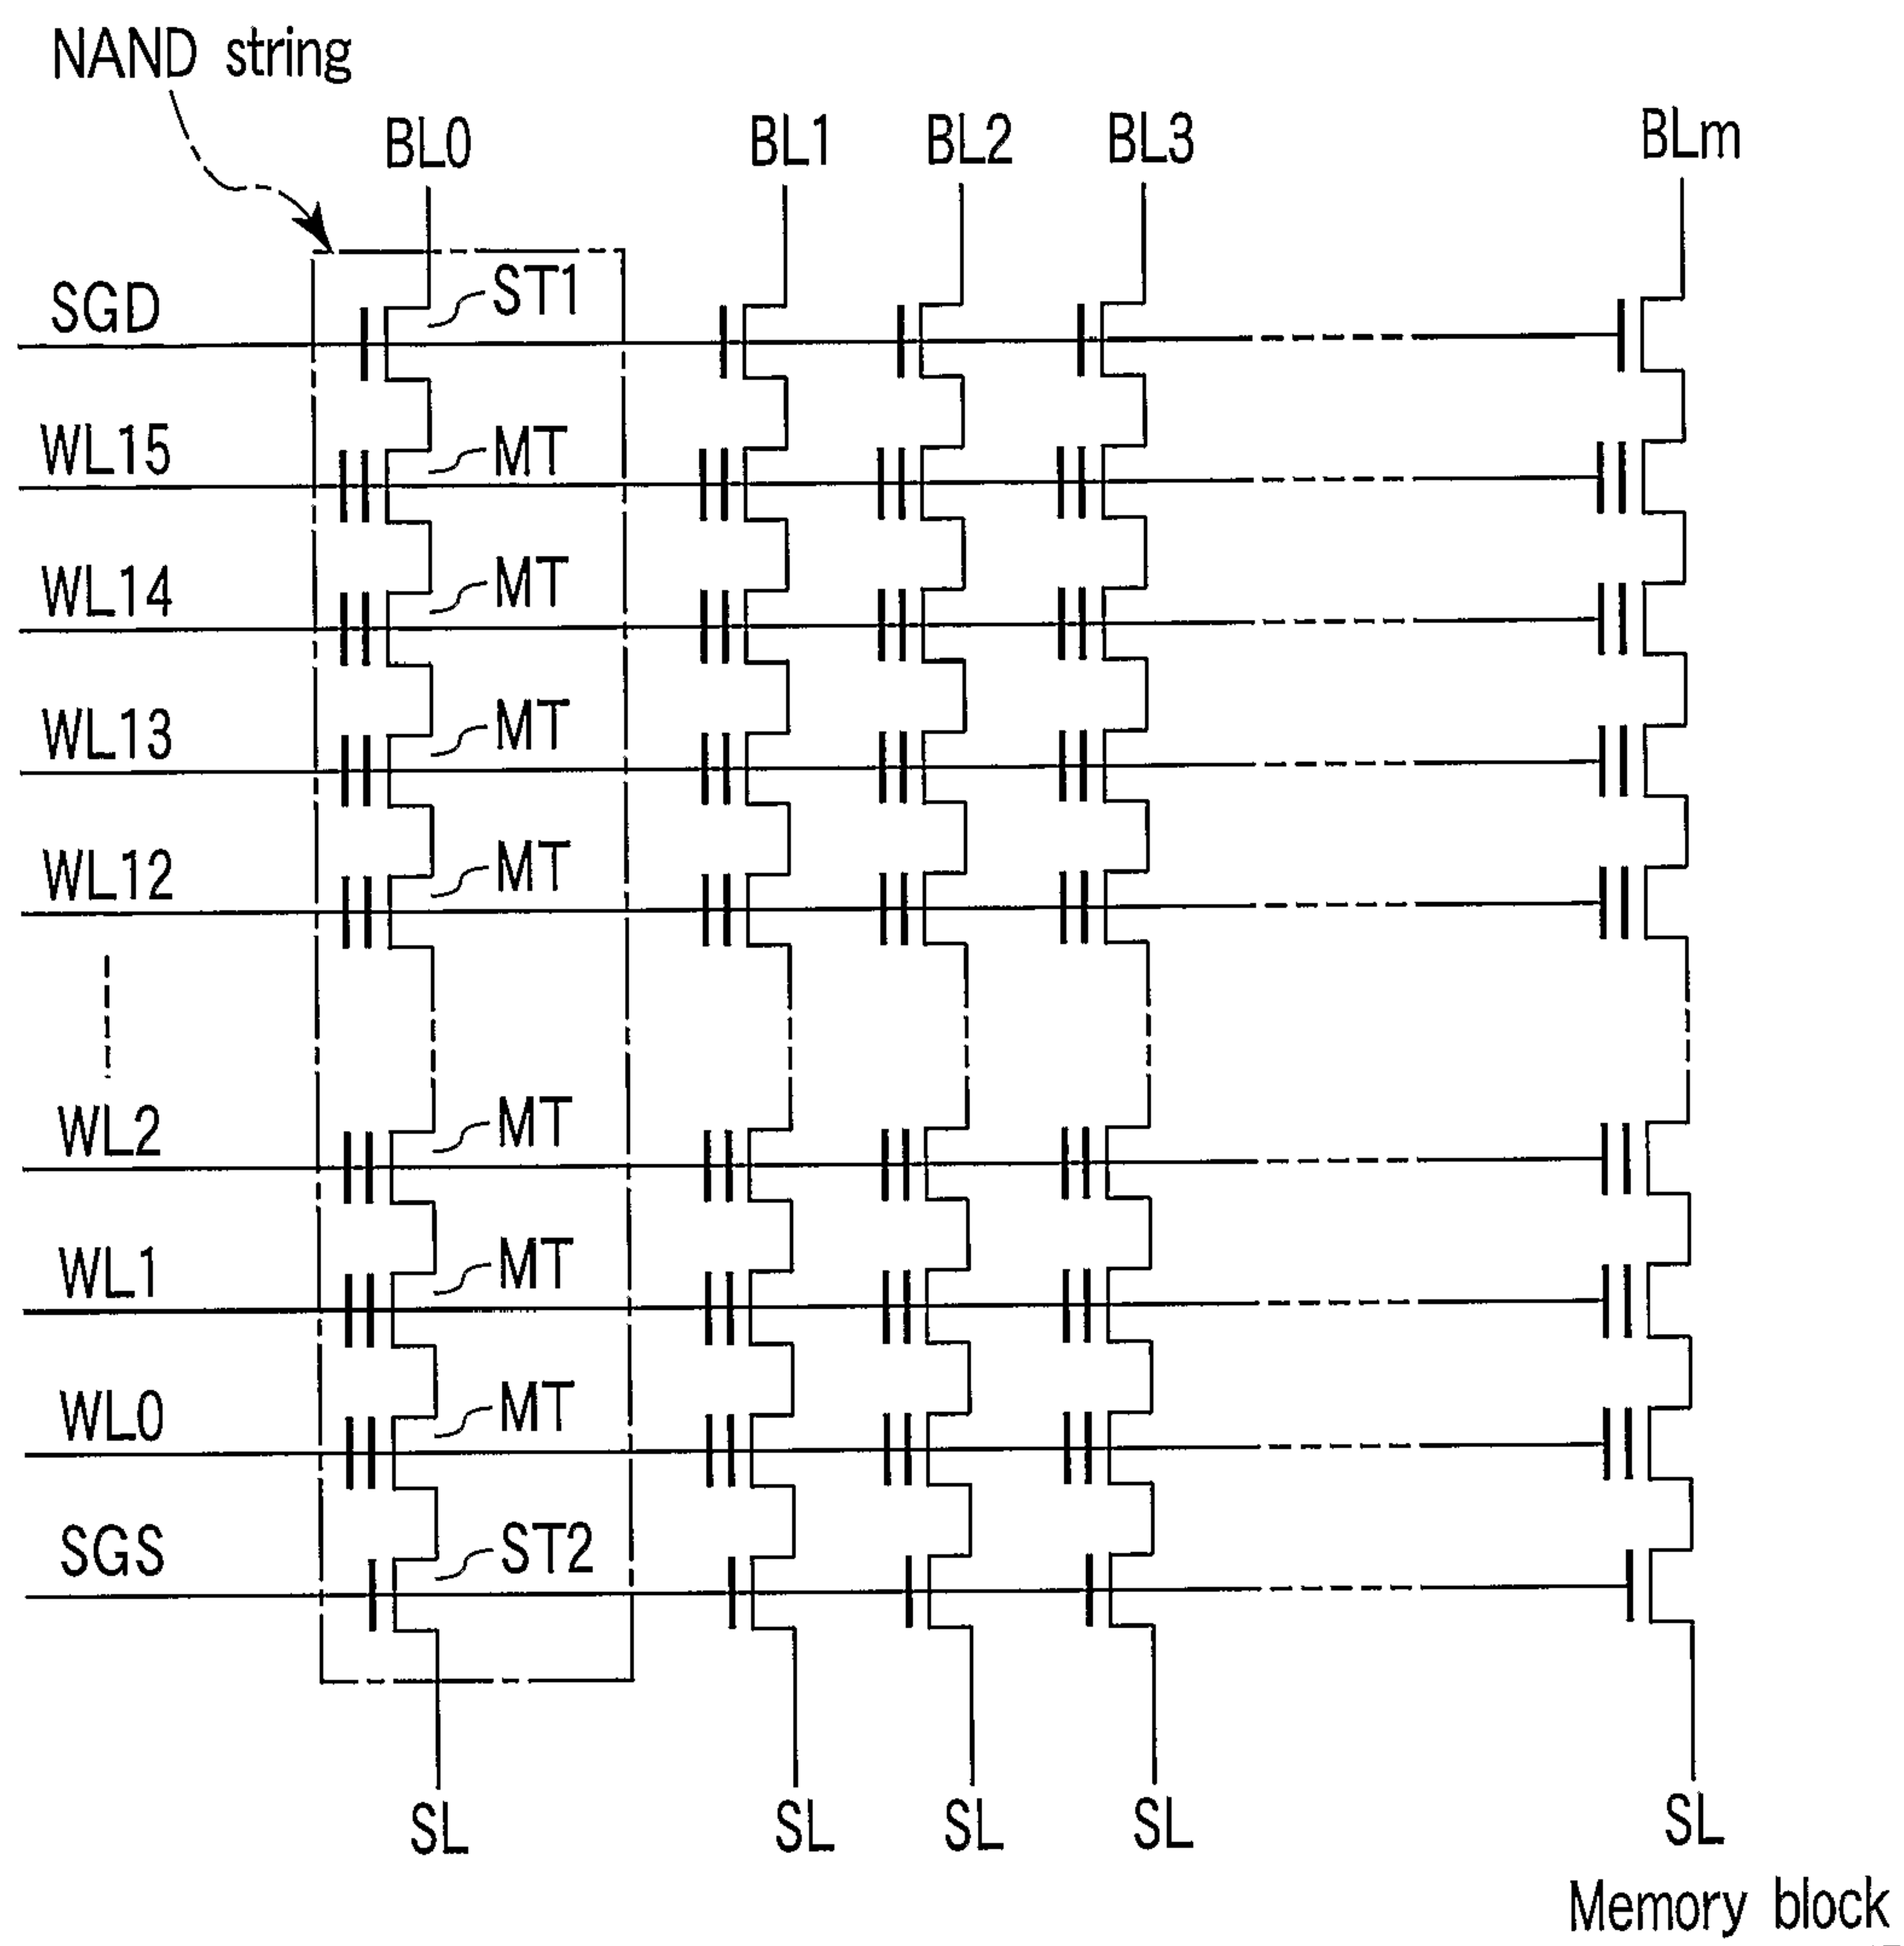 NAND string
BL0 BL1 BL2 BL3 BLm
SGD ST1
WL15 MT
WL14 MT
WL13 MT
WL12 MT
WL2 MT
WL1 MT
WL0 MT
SGS ST2
SL SL SL SL SL
Memory block